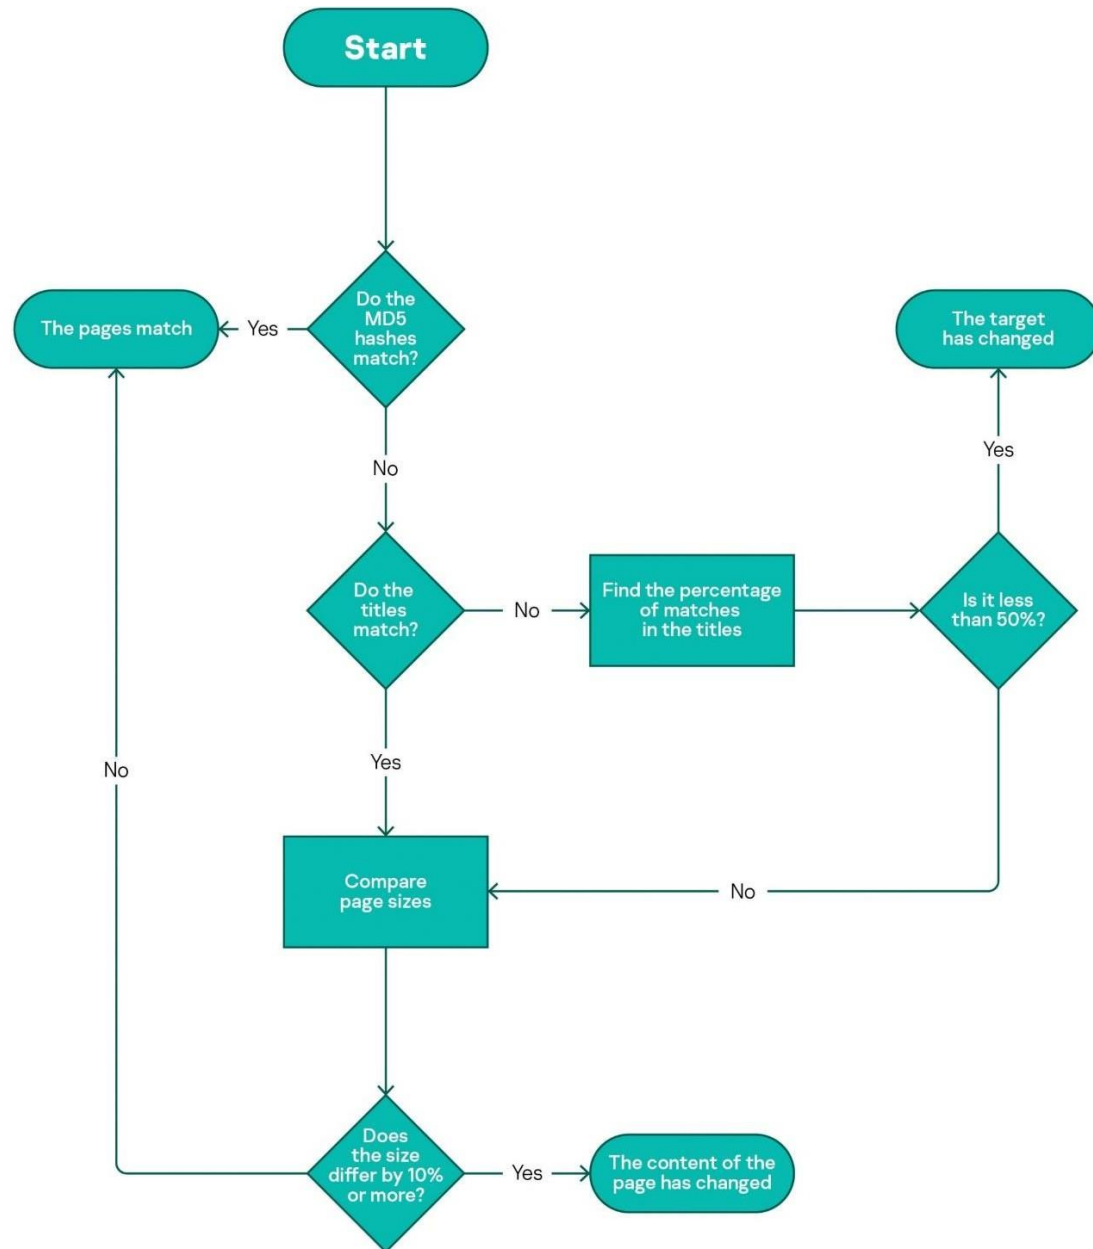 Start
Do the
MD5
hashes
match?
Yes
The pages match
The target
has changed
No
Yes
Do the
titles
match?
No
Find the percentage
of matches
in the titles
Is it less
than 50%?
Yes
No
Compare
page sizes
No
Does
the size
differ by 10%
or more?
Yes
The content of the
page has changed